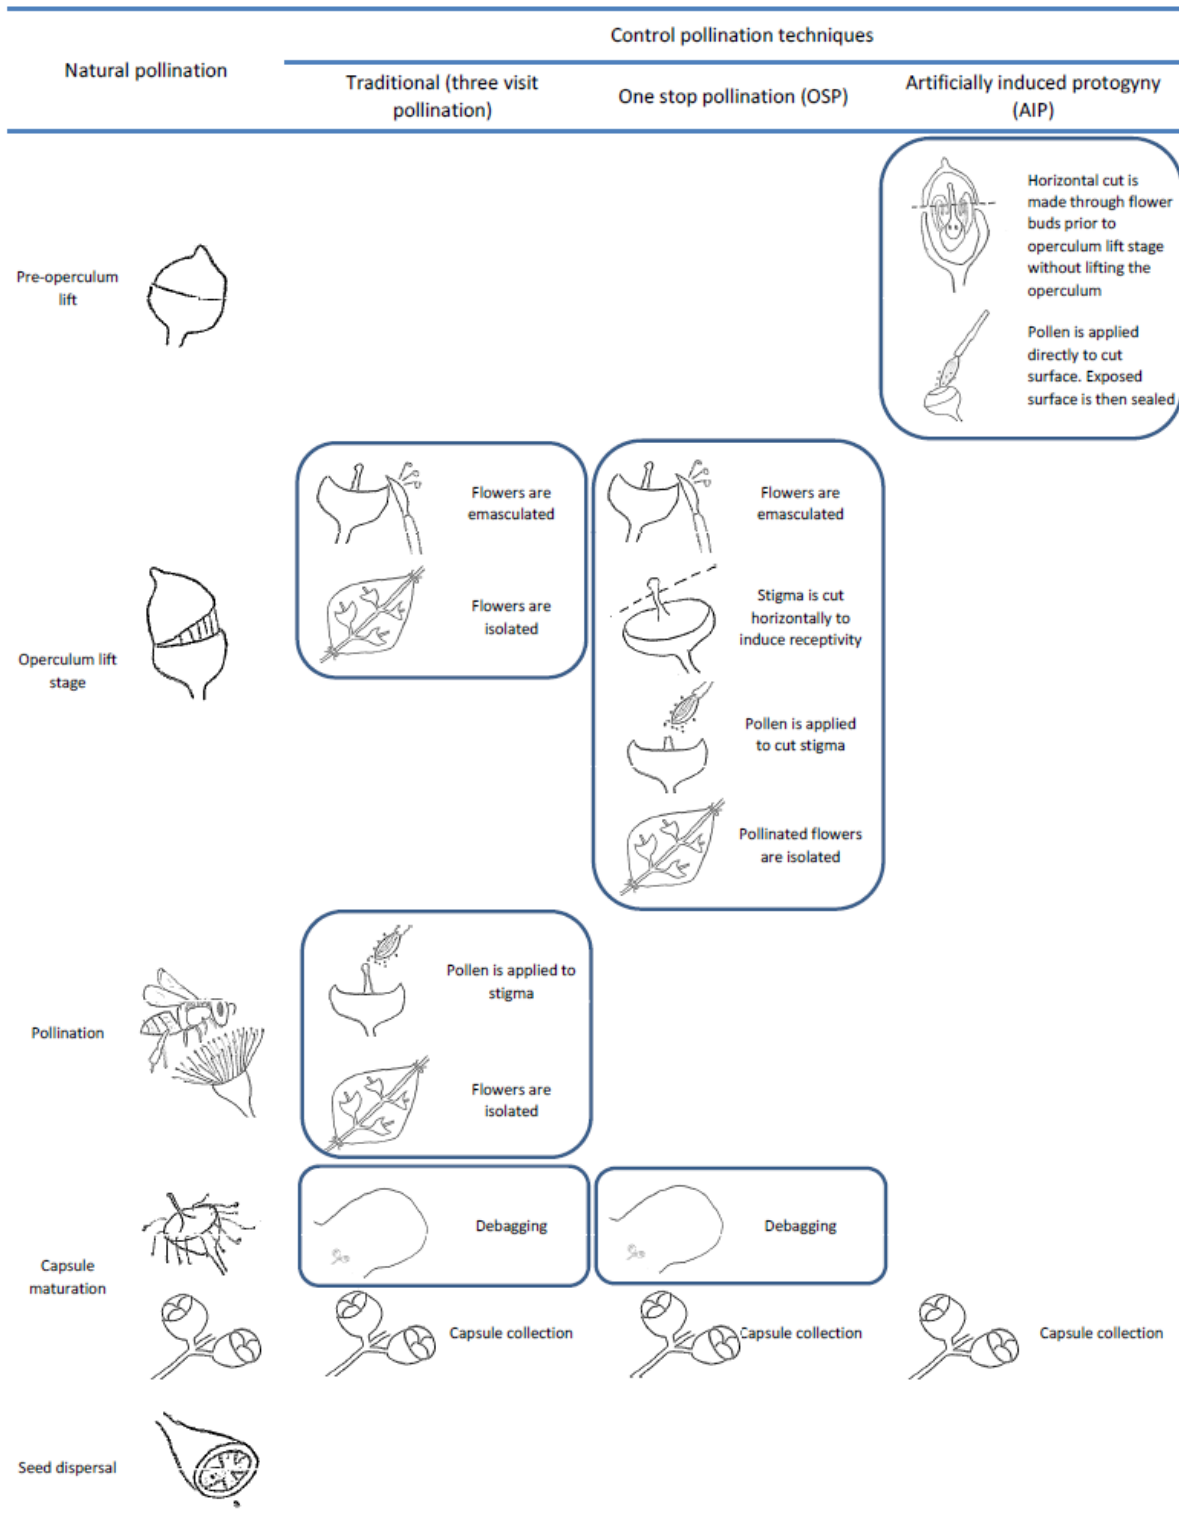 Control pollination techniques
Natural pollination
Traditional (three visit
pollination)
One stop pollination (OSP)
Artificially induced protogyny
(AIP)
Pre-operculum
lift
Horizontal cut is
made through flower
buds prior to
operculum lift stage
without lifting the
operculum
Pollen is applied
directly to cut
surface. Exposed
surface is then sealed
Operculum lift
stage
Flowers are
emasculated
Flowers are
isolated
Flowers are
emasculated
Stigma is cut
horizontally to
induce receptivity
Pollen is applied
to cut stigma
Pollinated flowers
are isolated
Pollination
Pollen is applied to
stigma
Flowers are
isolated
Capsule
maturation
Debagging
Debagging
Capsule collection
Capsule collection
Capsule collection
Seed dispersal